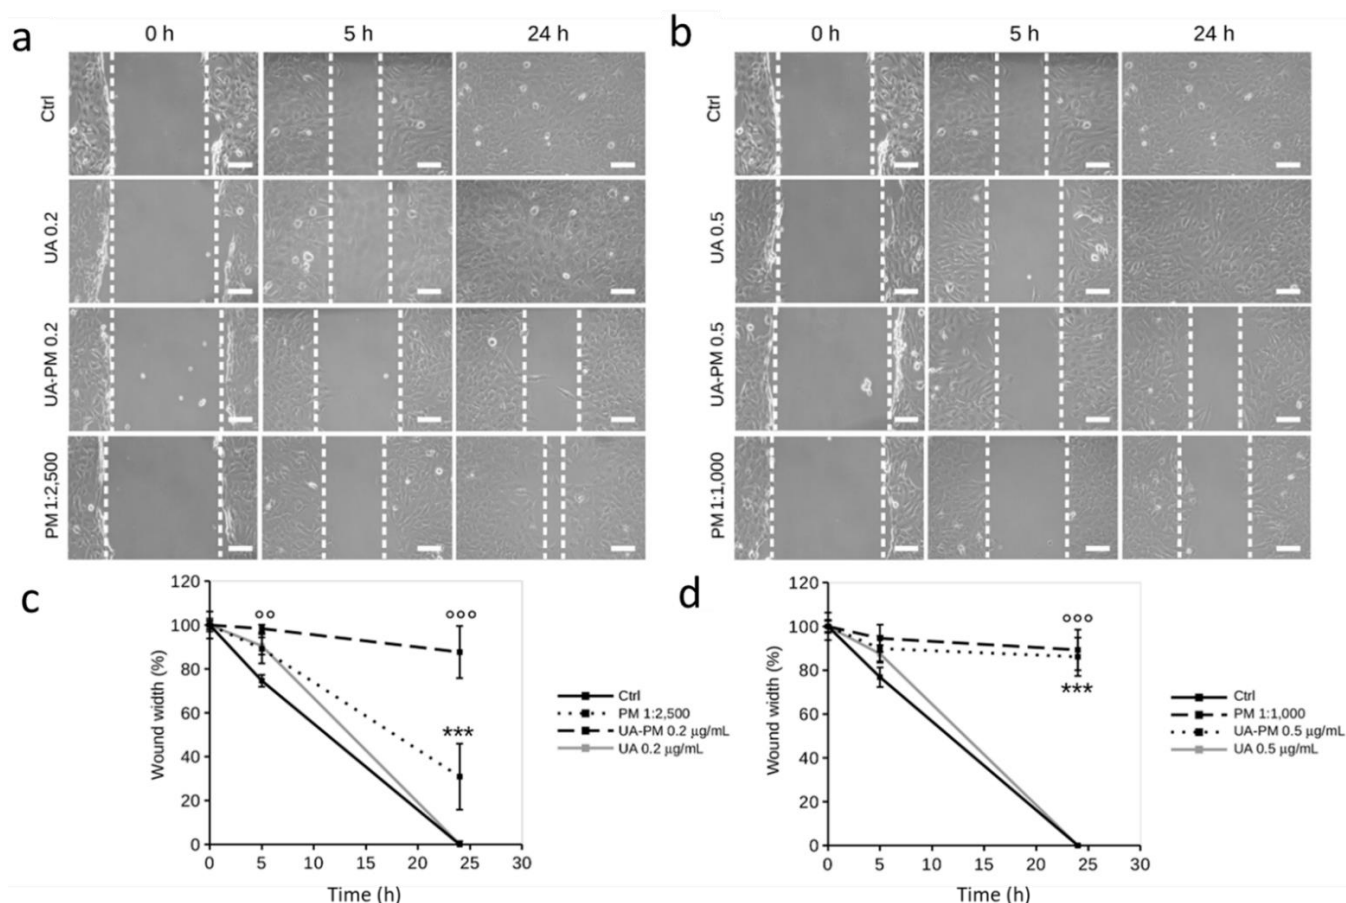 a
0 h
5 h
24 h
Ctrl
UA 0.2
UA-PM 0.2
PM 1:2,500
b
0 h
5 h
24 h
Ctrl
UA 0.5
UA-PM 0.5
PM 1:1,000
c
120
100
80
60
40
20
0
Wound width (%)
°°
°°°
***
0
5
10
15
20
25
30
Time (h)
Ctrl
PM 1:2,500
UA-PM 0.2 µg/mL
UA 0.2 µg/mL
d
120
100
80
60
40
20
0
Wound width (%)
°°°
***
0
5
10
15
20
25
30
Time (h)
Ctrl
PM 1:1,000
UA-PM 0.5 µg/mL
UA 0.5 µg/mL